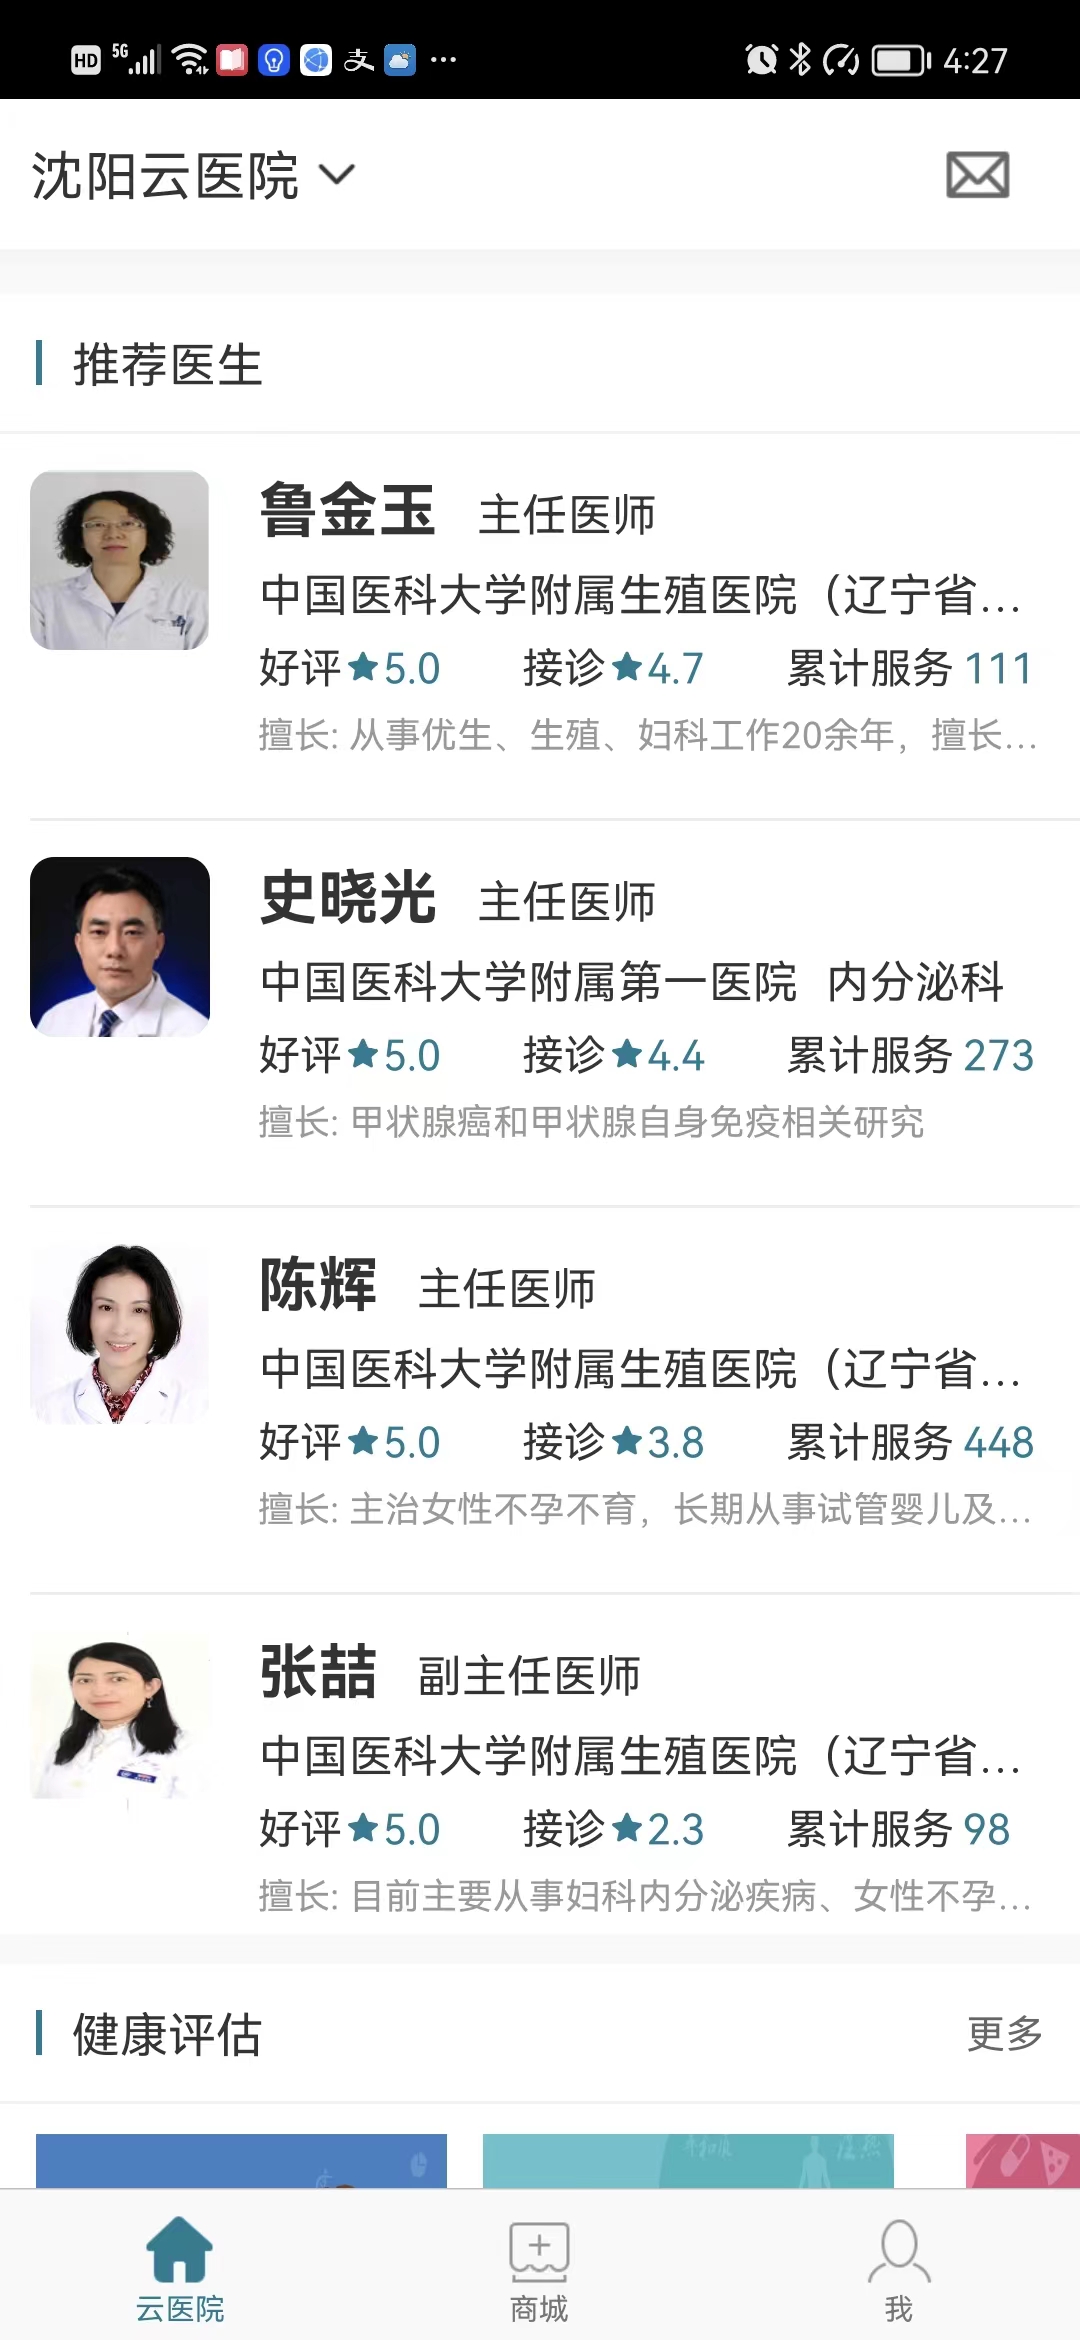 HD 5G 支 ... 4:27
沈阳云医院
推荐医生
鲁金玉 主任医师
中国医科大学附属生殖医院（辽宁省...
好评★5.0 接诊★4.7 累计服务 111
擅长: 从事优生、生殖、妇科工作20余年，擅长...
史晓光 主任医师
中国医科大学附属第一医院 内分泌科
好评★5.0 接诊★4.4 累计服务 273
擅长: 甲状腺癌和甲状腺自身免疫相关研究
陈辉 主任医师
中国医科大学附属生殖医院（辽宁省...
好评★5.0 接诊★3.8 累计服务 448
擅长: 主治女性不孕不育，长期从事试管婴儿及...
张喆 副主任医师
中国医科大学附属生殖医院（辽宁省...
好评★5.0 接诊★2.3 累计服务 98
擅长: 目前主要从事妇科内分泌疾病、女性不孕...
健康评估 更多
云医院 商城 我